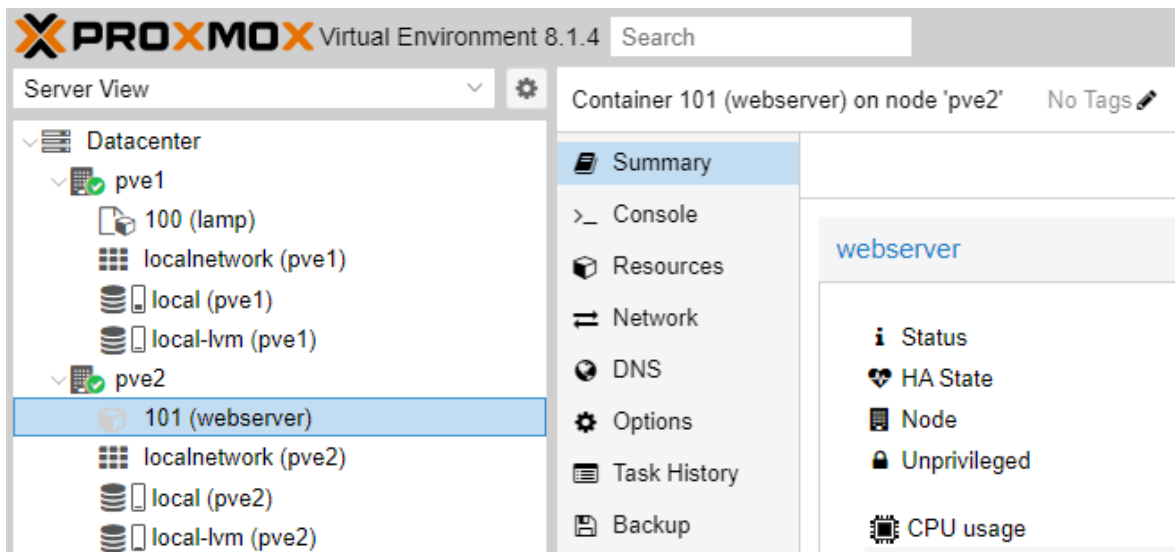 PROXMOX Virtual Environment 8.1.4 Search
Server View
Datacenter
pve1
100 (lamp)
localnetwork (pve1)
local (pve1)
local-lvm (pve1)
pve2
101 (webserver)
localnetwork (pve2)
local (pve2)
local-lvm (pve2)
Container 101 (webserver) on node 'pve2' No Tags
Summary
Console
Resources
Network
DNS
Options
Task History
Backup
webserver
Status
HA State
Node
Unprivileged
CPU usage